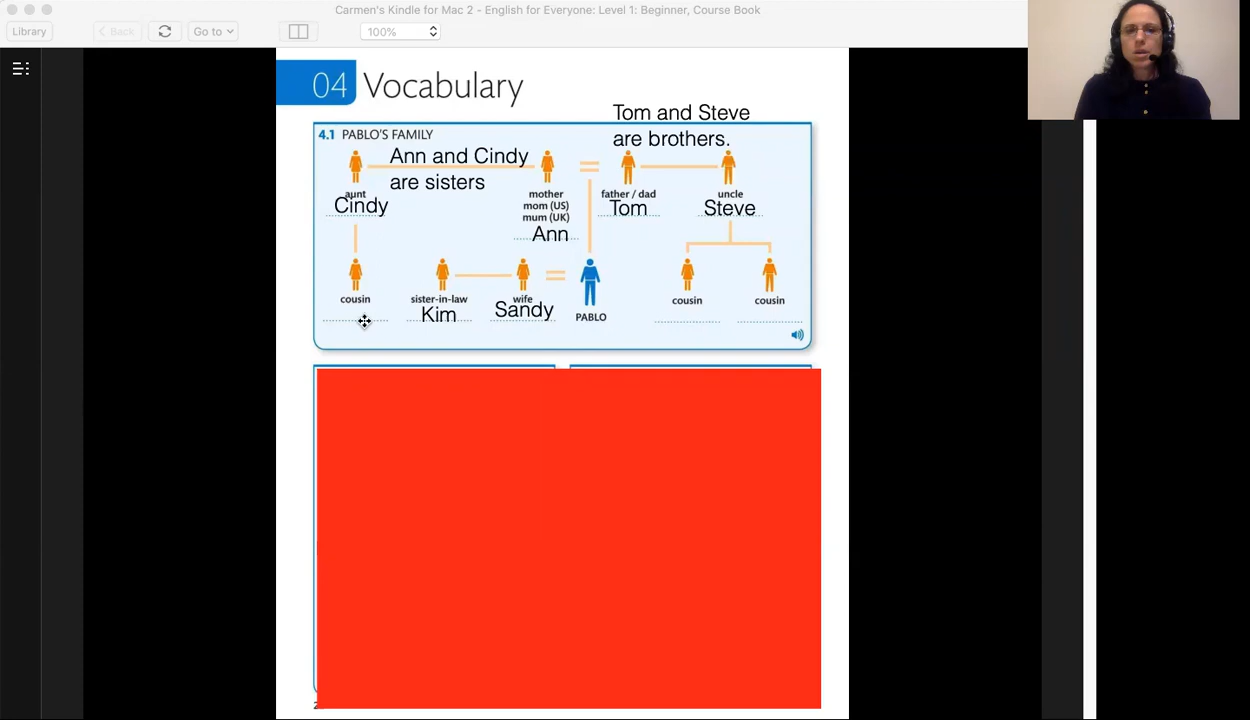 Carmen's Kindle for Mac 2 - English for Everyone: Level 1: Beginner, Course Book
Library
Back
Go to
100%
04 Vocabulary
Tom and Steve
are brothers.
4.1 PABLO'S FAMILY
Ann and Cindy
are sisters
aunt
Cindy
mother
mom (US)
mum (UK)
Ann
father / dad
Tom
uncle
Steve
cousin
sister-in-law
Kim
wife
Sandy
PABLO
cousin
cousin